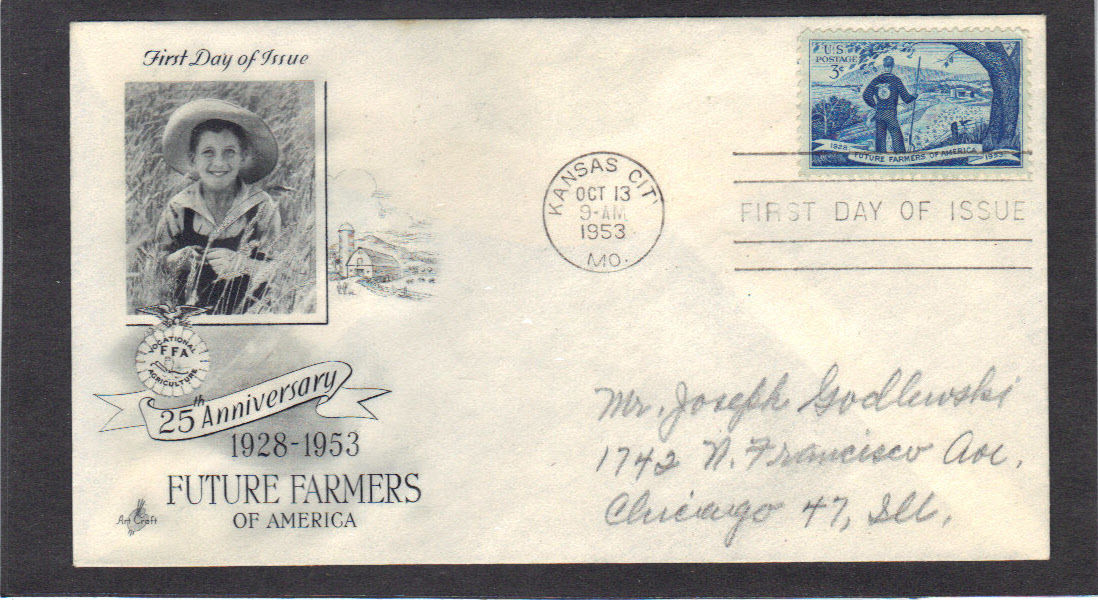 First Day of Issue
U.S. POSTAGE
3¢
1928
FUTURE FARMERS OF AMERICA
1953
KANSAS CITY
OCT 13
9-AM
1953
MO.
FIRST DAY OF ISSUE
VOCATIONAL
FFA
AGRICULTURE
25th Anniversary
1928-1953
FUTURE FARMERS
OF AMERICA
Art Craft
Mr. Joseph Godlewski
1742 N. Francisco Ave.
Chicago 47, Ill.